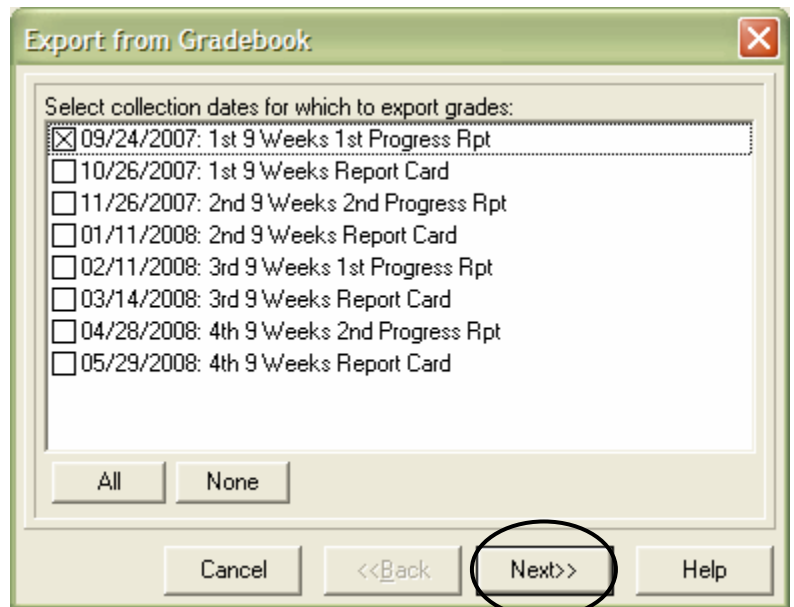 Export from Gradebook
Select collection dates for which to export grades:
09/24/2007: 1st 9 Weeks 1st Progress Rpt
10/26/2007: 1st 9 Weeks Report Card
11/26/2007: 2nd 9 Weeks 2nd Progress Rpt
01/11/2008: 2nd 9 Weeks Report Card
02/11/2008: 3rd 9 Weeks 1st Progress Rpt
03/14/2008: 3rd 9 Weeks Report Card
04/28/2008: 4th 9 Weeks 2nd Progress Rpt
05/29/2008: 4th 9 Weeks Report Card
All None
Cancel <<Back Next>> Help